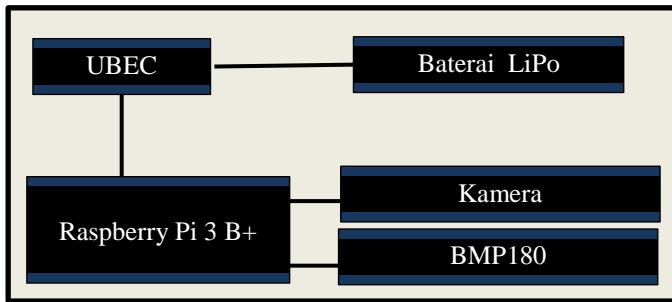 UBEC
Baterai LiPo
Raspberry Pi 3 B+
Kamera
BMP180